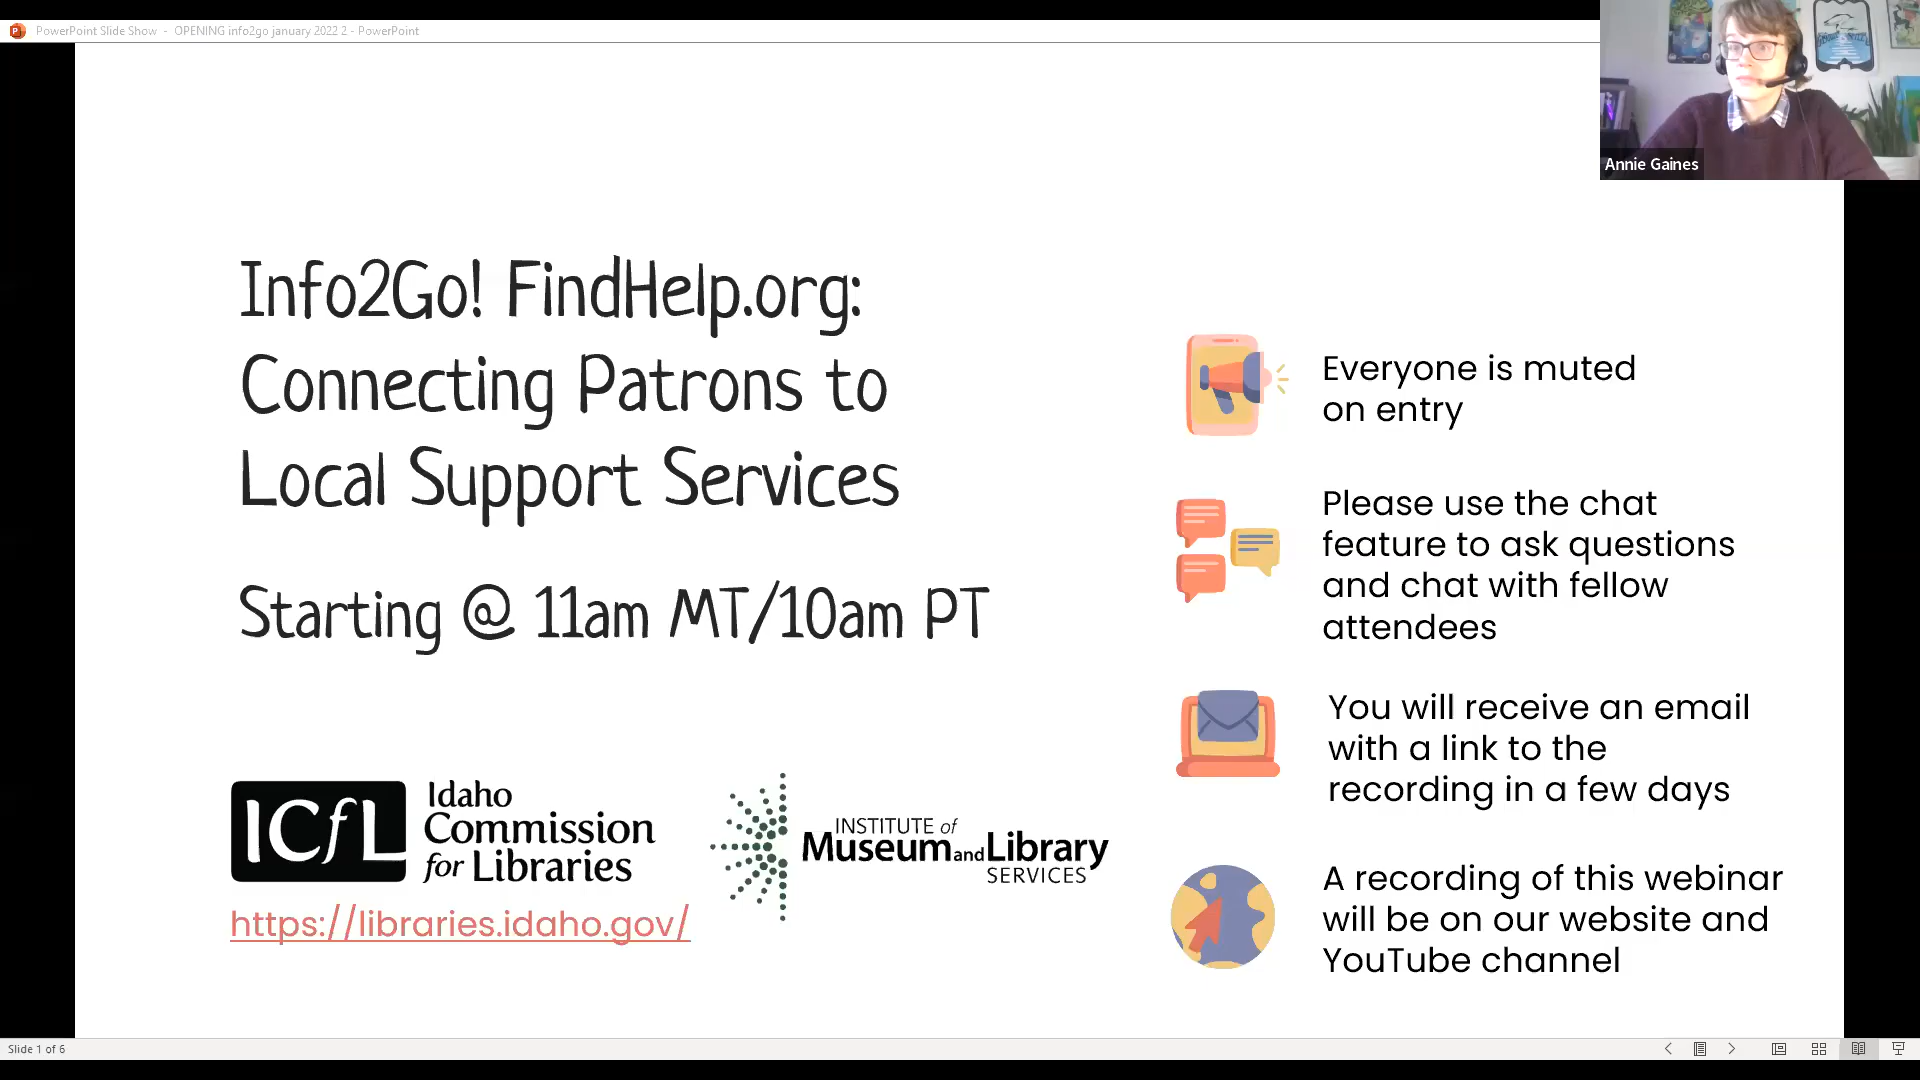 PowerPoint Slide Show - OPENING info2go january 2022 2 - PowerPoint
Annie Gaines
Info2Go! FindHelp.org:
Connecting Patrons to
Local Support Services
Starting @ 11am MT/10am PT
ICfL
Idaho
Commission
for Libraries
INSTITUTE of
Museum and Library
SERVICES
https://libraries.idaho.gov/
Everyone is muted
on entry
Please use the chat
feature to ask questions
and chat with fellow
attendees
You will receive an email
with a link to the
recording in a few days
A recording of this webinar
will be on our website and
YouTube channel
Slide 1 of 6